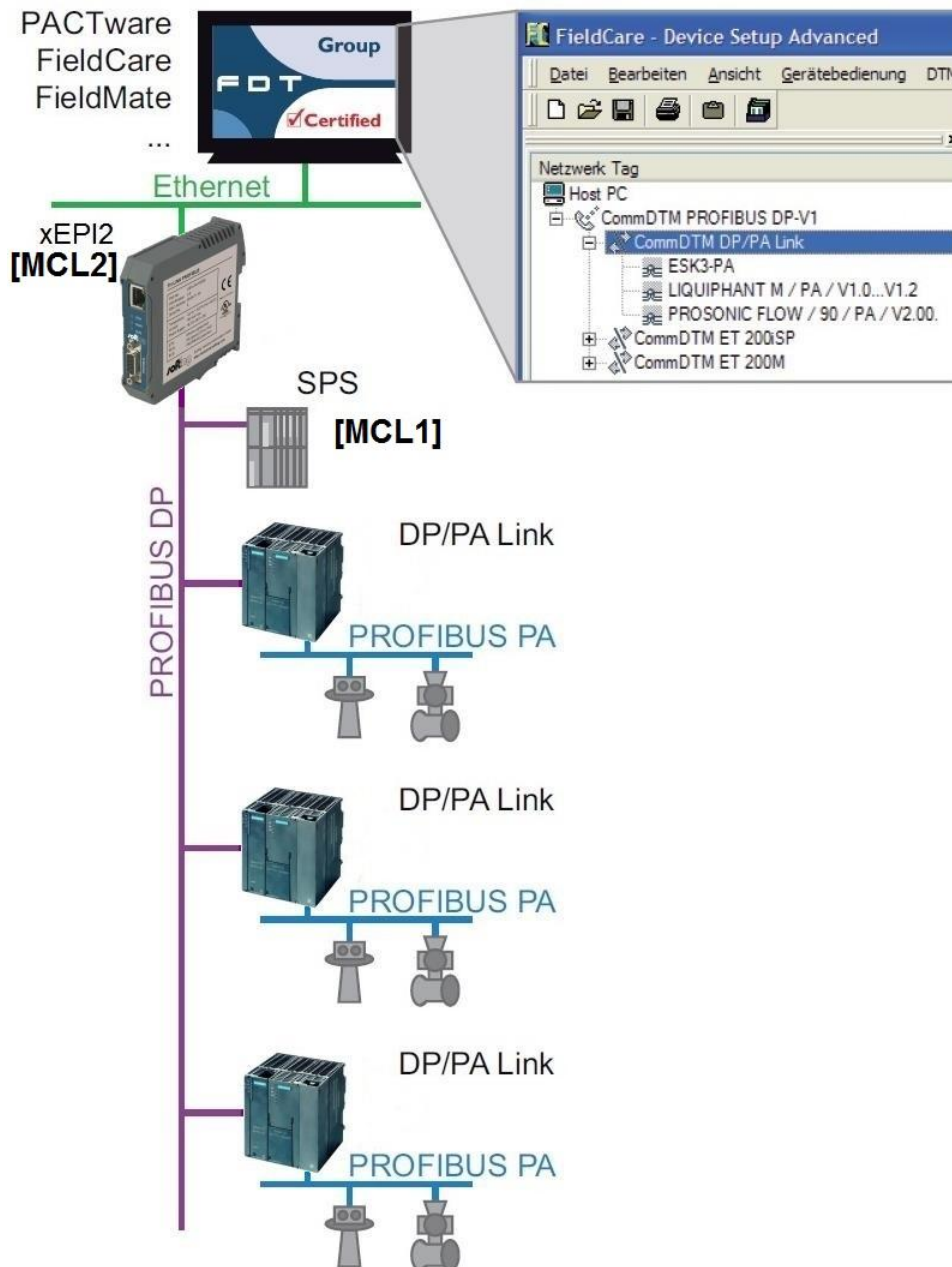 PACTware
FieldCare
FieldMate
...
Group
FDT
Certified
Ethernet
xEPI2
[MCL2]
FieldCare - Device Setup Advanced
Datei Bearbeiten Ansicht Gerätebedienung
Netzwerk Tag
Host PC
CommDTM PROFIBUS DP-V1
CommDTM DP/PA Link
ESK3-PA
LIQUIPHANT M / PA / V1.0...V1.2
PROSONIC FLOW / 90 / PA / V2.00.
CommDTM ET 200iSP
CommDTM ET 200M
SPS
[MCL1]
PROFIBUS DP
DP/PA Link
PROFIBUS PA
DP/PA Link
PROFIBUS PA
DP/PA Link
PROFIBUS PA